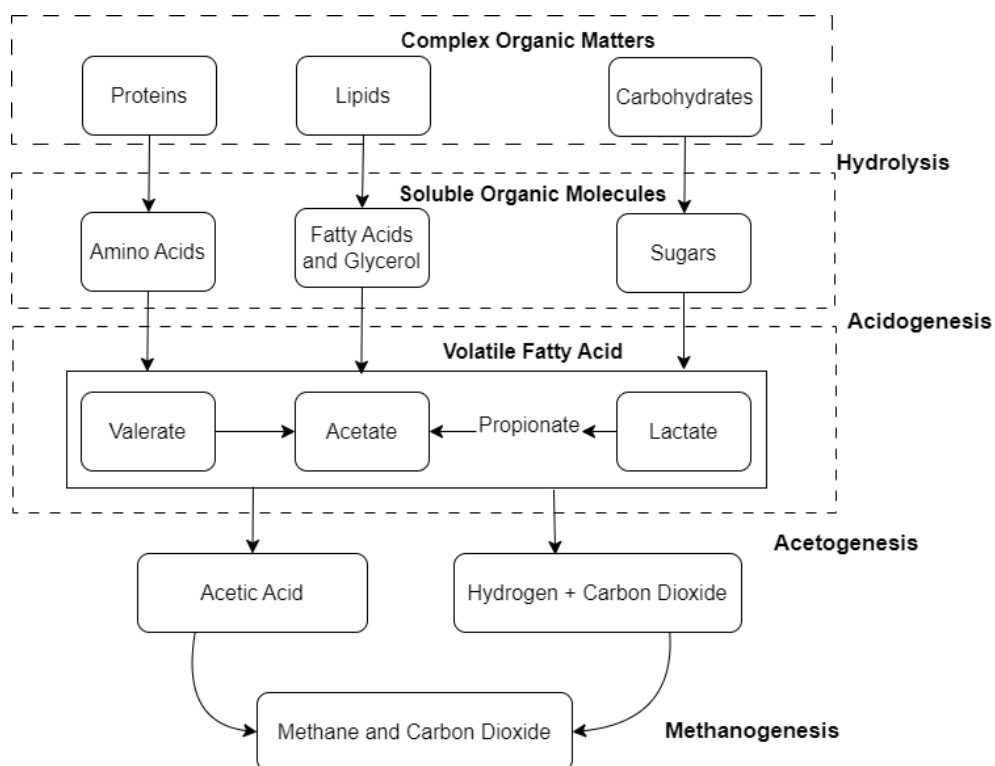 Complex Organic Matters
Proteins
Lipids
Carbohydrates
Hydrolysis
Soluble Organic Molecules
Amino Acids
Fatty Acids
and Glycerol
Sugars
Acidogenesis
Volatile Fatty Acid
Valerate
Acetate
Propionate
Lactate
Acetogenesis
Acetic Acid
Hydrogen + Carbon Dioxide
Methane and Carbon Dioxide
Methanogenesis